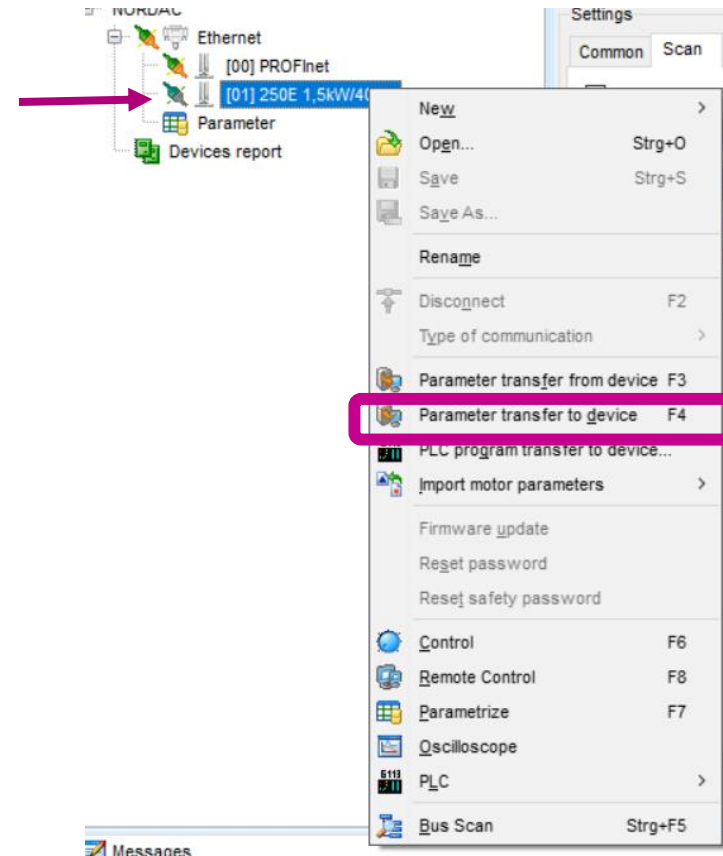 NORDAC
Ethernet
[00] PROFInet
[01] 250E 1,5kW/40
Parameter
Devices report
Settings
Common Scan
New >
Open... Strg+O
Save Strg+S
Save As...
Rename
Disconnect F2
Type of communication >
Parameter transfer from device F3
Parameter transfer to device F4
PLC program transfer to device...
Import motor parameters >
Firmware update
Reset password
Reset safety password
Control F6
Remote Control F8
Parametrize F7
Oscilloscope
PLC >
Bus Scan Strg+F5
Messages